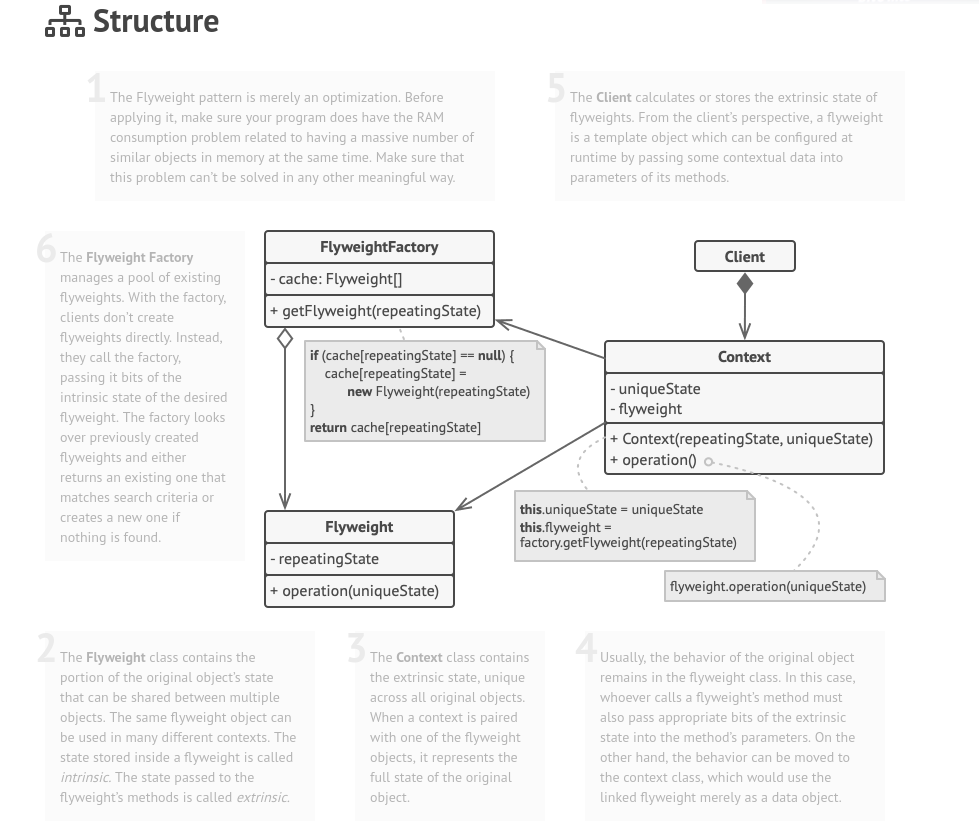 Structure
1
The Flyweight pattern is merely an optimization. Before
applying it, make sure your program does have the RAM
consumption problem related to having a massive number of
similar objects in memory at the same time. Make sure that
this problem can't be solved in any other meaningful way.
5
The Client calculates or stores the extrinsic state of
flyweights. From the client's perspective, a flyweight
is a template object which can be configured at
runtime by passing some contextual data into
parameters of its methods.
6
The Flyweight Factory
manages a pool of existing
flyweights. With the factory,
clients don't create
flyweights directly. Instead,
they call the factory,
passing it bits of the
intrinsic state of the desired
flyweight. The factory looks
over previously created
flyweights and either
returns an existing one that
matches search criteria or
creates a new one if
nothing is found.
FlyweightFactory
- cache: Flyweight[]
+ getFlyweight(repeatingState)
if (cache[repeatingState] == null) {
cache[repeatingState] =
new Flyweight(repeatingState)
}
return cache[repeatingState]
Client
Context
- uniqueState
- flyweight
+ Context(repeatingState, uniqueState)
+ operation()
this.uniqueState = uniqueState
this.flyweight =
factory.getFlyweight(repeatingState)
flyweight.operation(uniqueState)
Flyweight
- repeatingState
+ operation(uniqueState)
2
The Flyweight class contains the
portion of the original object's state
that can be shared between multiple
objects. The same flyweight object can
be used in many different contexts. The
state stored inside a flyweight is called
intrinsic. The state passed to the
flyweight's methods is called extrinsic.
3
The Context class contains
the extrinsic state, unique
across all original objects.
When a context is paired
with one of the flyweight
objects, it represents the
full state of the original
object.
4
Usually, the behavior of the original object
remains in the flyweight class. In this case,
whoever calls a flyweight's method must
also pass appropriate bits of the extrinsic
state into the method's parameters. On the
other hand, the behavior can be moved to
the context class, which would use the
linked flyweight merely as a data object.